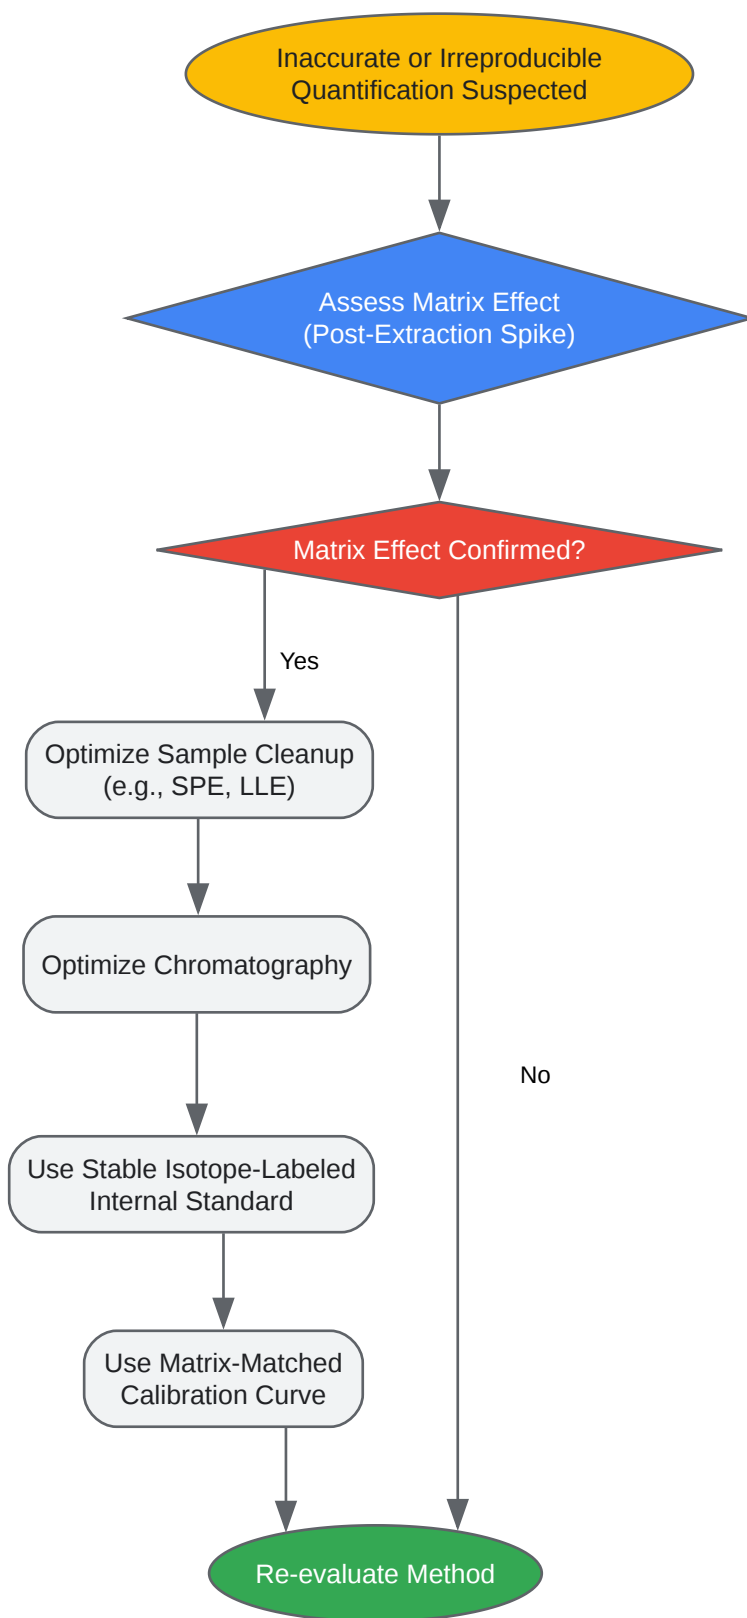 Inaccurate or Irreproducible
Quantification Suspected
Assess Matrix Effect
(Post-Extraction Spike)
Matrix Effect Confirmed?
Yes
Optimize Sample Cleanup
(e.g., SPE, LLE)
Optimize Chromatography
No
Use Stable Isotope-Labeled
Internal Standard
Use Matrix-Matched
Calibration Curve
Re-evaluate Method